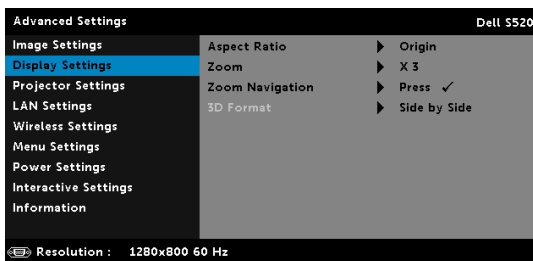 Advanced Settings Dell S520
Image Settings
Display Settings
Projector Settings
LAN Settings
Wireless Settings
Menu Settings
Power Settings
Interactive Settings
Information
Aspect Ratio Origin
Zoom X 3
Zoom Navigation Press ✓
3D Format Side by Side
Resolution : 1280x800 60 Hz